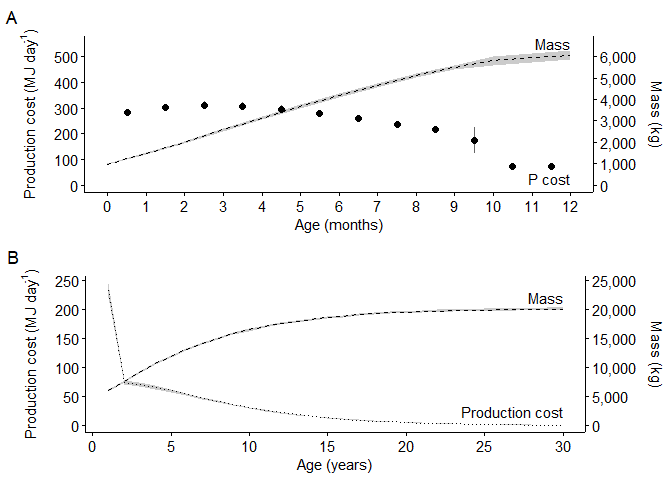 A
Production cost (MJ day⁻¹)
500
400
300
200
100
0
Mass
P cost
6,000
5,000
4,000
3,000
2,000
1,000
0
Mass (kg)
0 1 2 3 4 5 6 7 8 9 10 11 12
Age (months)
B
Production cost (MJ day⁻¹)
250
200
150
100
50
0
Mass
Production cost
25,000
20,000
15,000
10,000
5,000
0
Mass (kg)
0 5 10 15 20 25 30
Age (years)